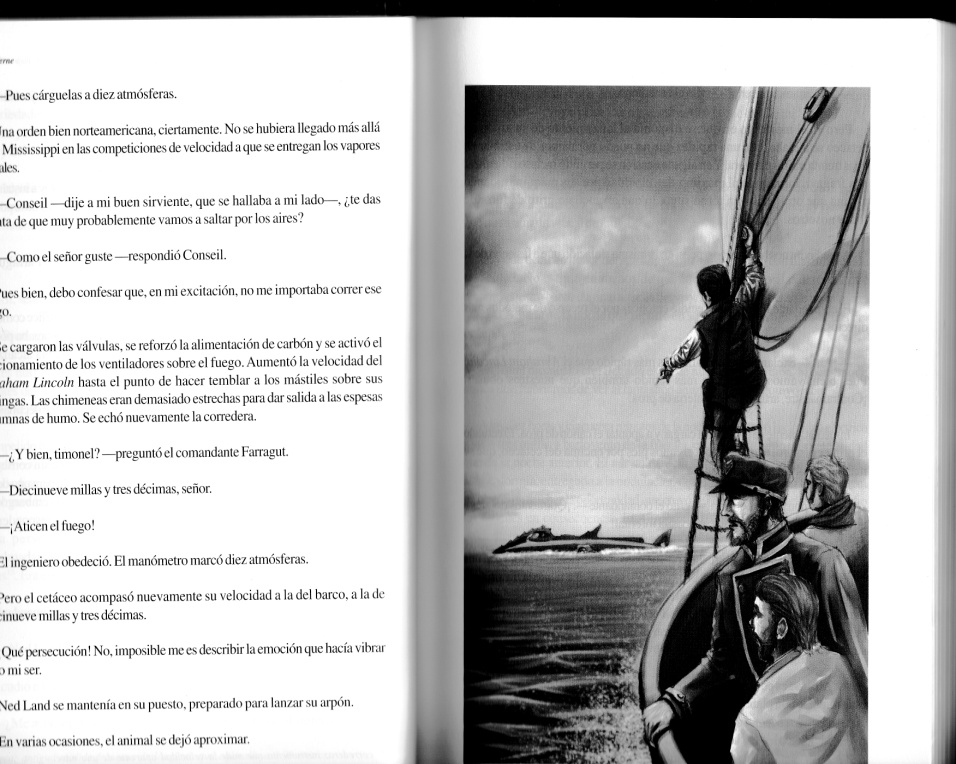 erne
—Pues cárguelas a diez atmósferas.
Una orden bien norteamericana, ciertamente. No se hubiera llegado más allá
Mississippi en las competiciones de velocidad a que se entregan los vapores
ales.
—Conseil —dije a mi buen sirviente, que se hallaba a mi lado—, ¿te das
ta de que muy probablemente vamos a saltar por los aires?
—Como el señor guste —respondió Conseil.
Pues bien, debo confesar que, en mi excitación, no me importaba correr ese
go.
Se cargaron las válvulas, se reforzó la alimentación de carbón y se activó el
cionamiento de los ventiladores sobre el fuego. Aumentó la velocidad del
aham Lincoln hasta el punto de hacer temblar a los mástiles sobre sus
ingas. Las chimeneas eran demasiado estrechas para dar salida a las espesas
umnas de humo. Se echó nuevamente la corredera.
—¿Y bien, timonel? —preguntó el comandante Farragut.
—Diecinueve millas y tres décimas, señor.
—¡Aticen el fuego!
El ingeniero obedeció. El manómetro marcó diez atmósferas.
Pero el cetáceo acompasó nuevamente su velocidad a la del barco, a la de
cinueve millas y tres décimas.
¡Qué persecución! No, imposible me es describir la emoción que hacía vibrar
o mi ser.
Ned Land se mantenía en su puesto, preparado para lanzar su arpón.
En varias ocasiones, el animal se dejó aproximar.